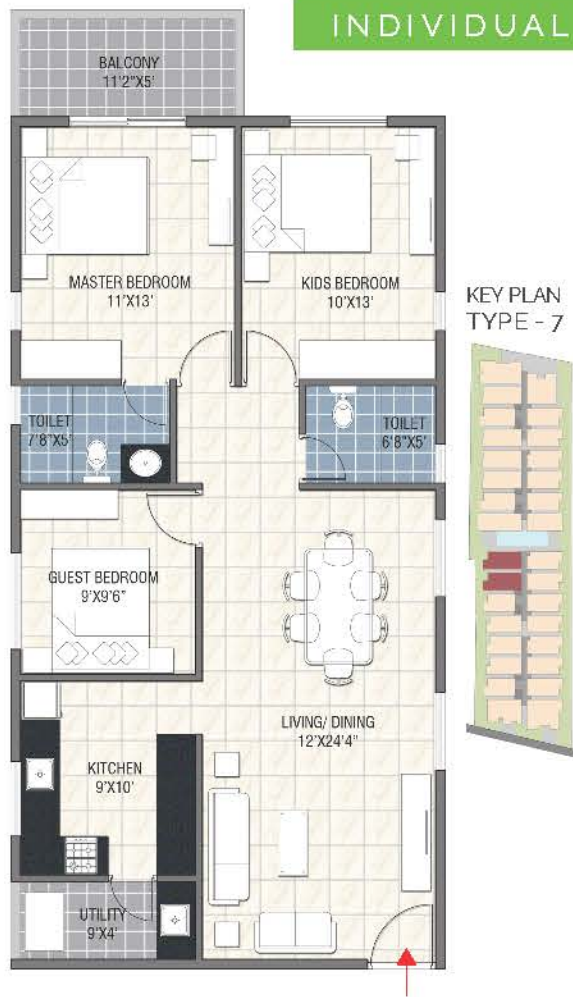 INDIVIDUAL
BALCONY
11'2"X5'
MASTER BEDROOM
11'X13'
KIDS BEDROOM
10'X13'
KEY PLAN
TYPE - 7
TOILET
7'8"X5'
TOILET
6'8"X5'
GUEST BEDROOM
9'X9'6"
LIVING/ DINING
12'X24'4"
KITCHEN
9'X10'
UTILITY
9'X4'